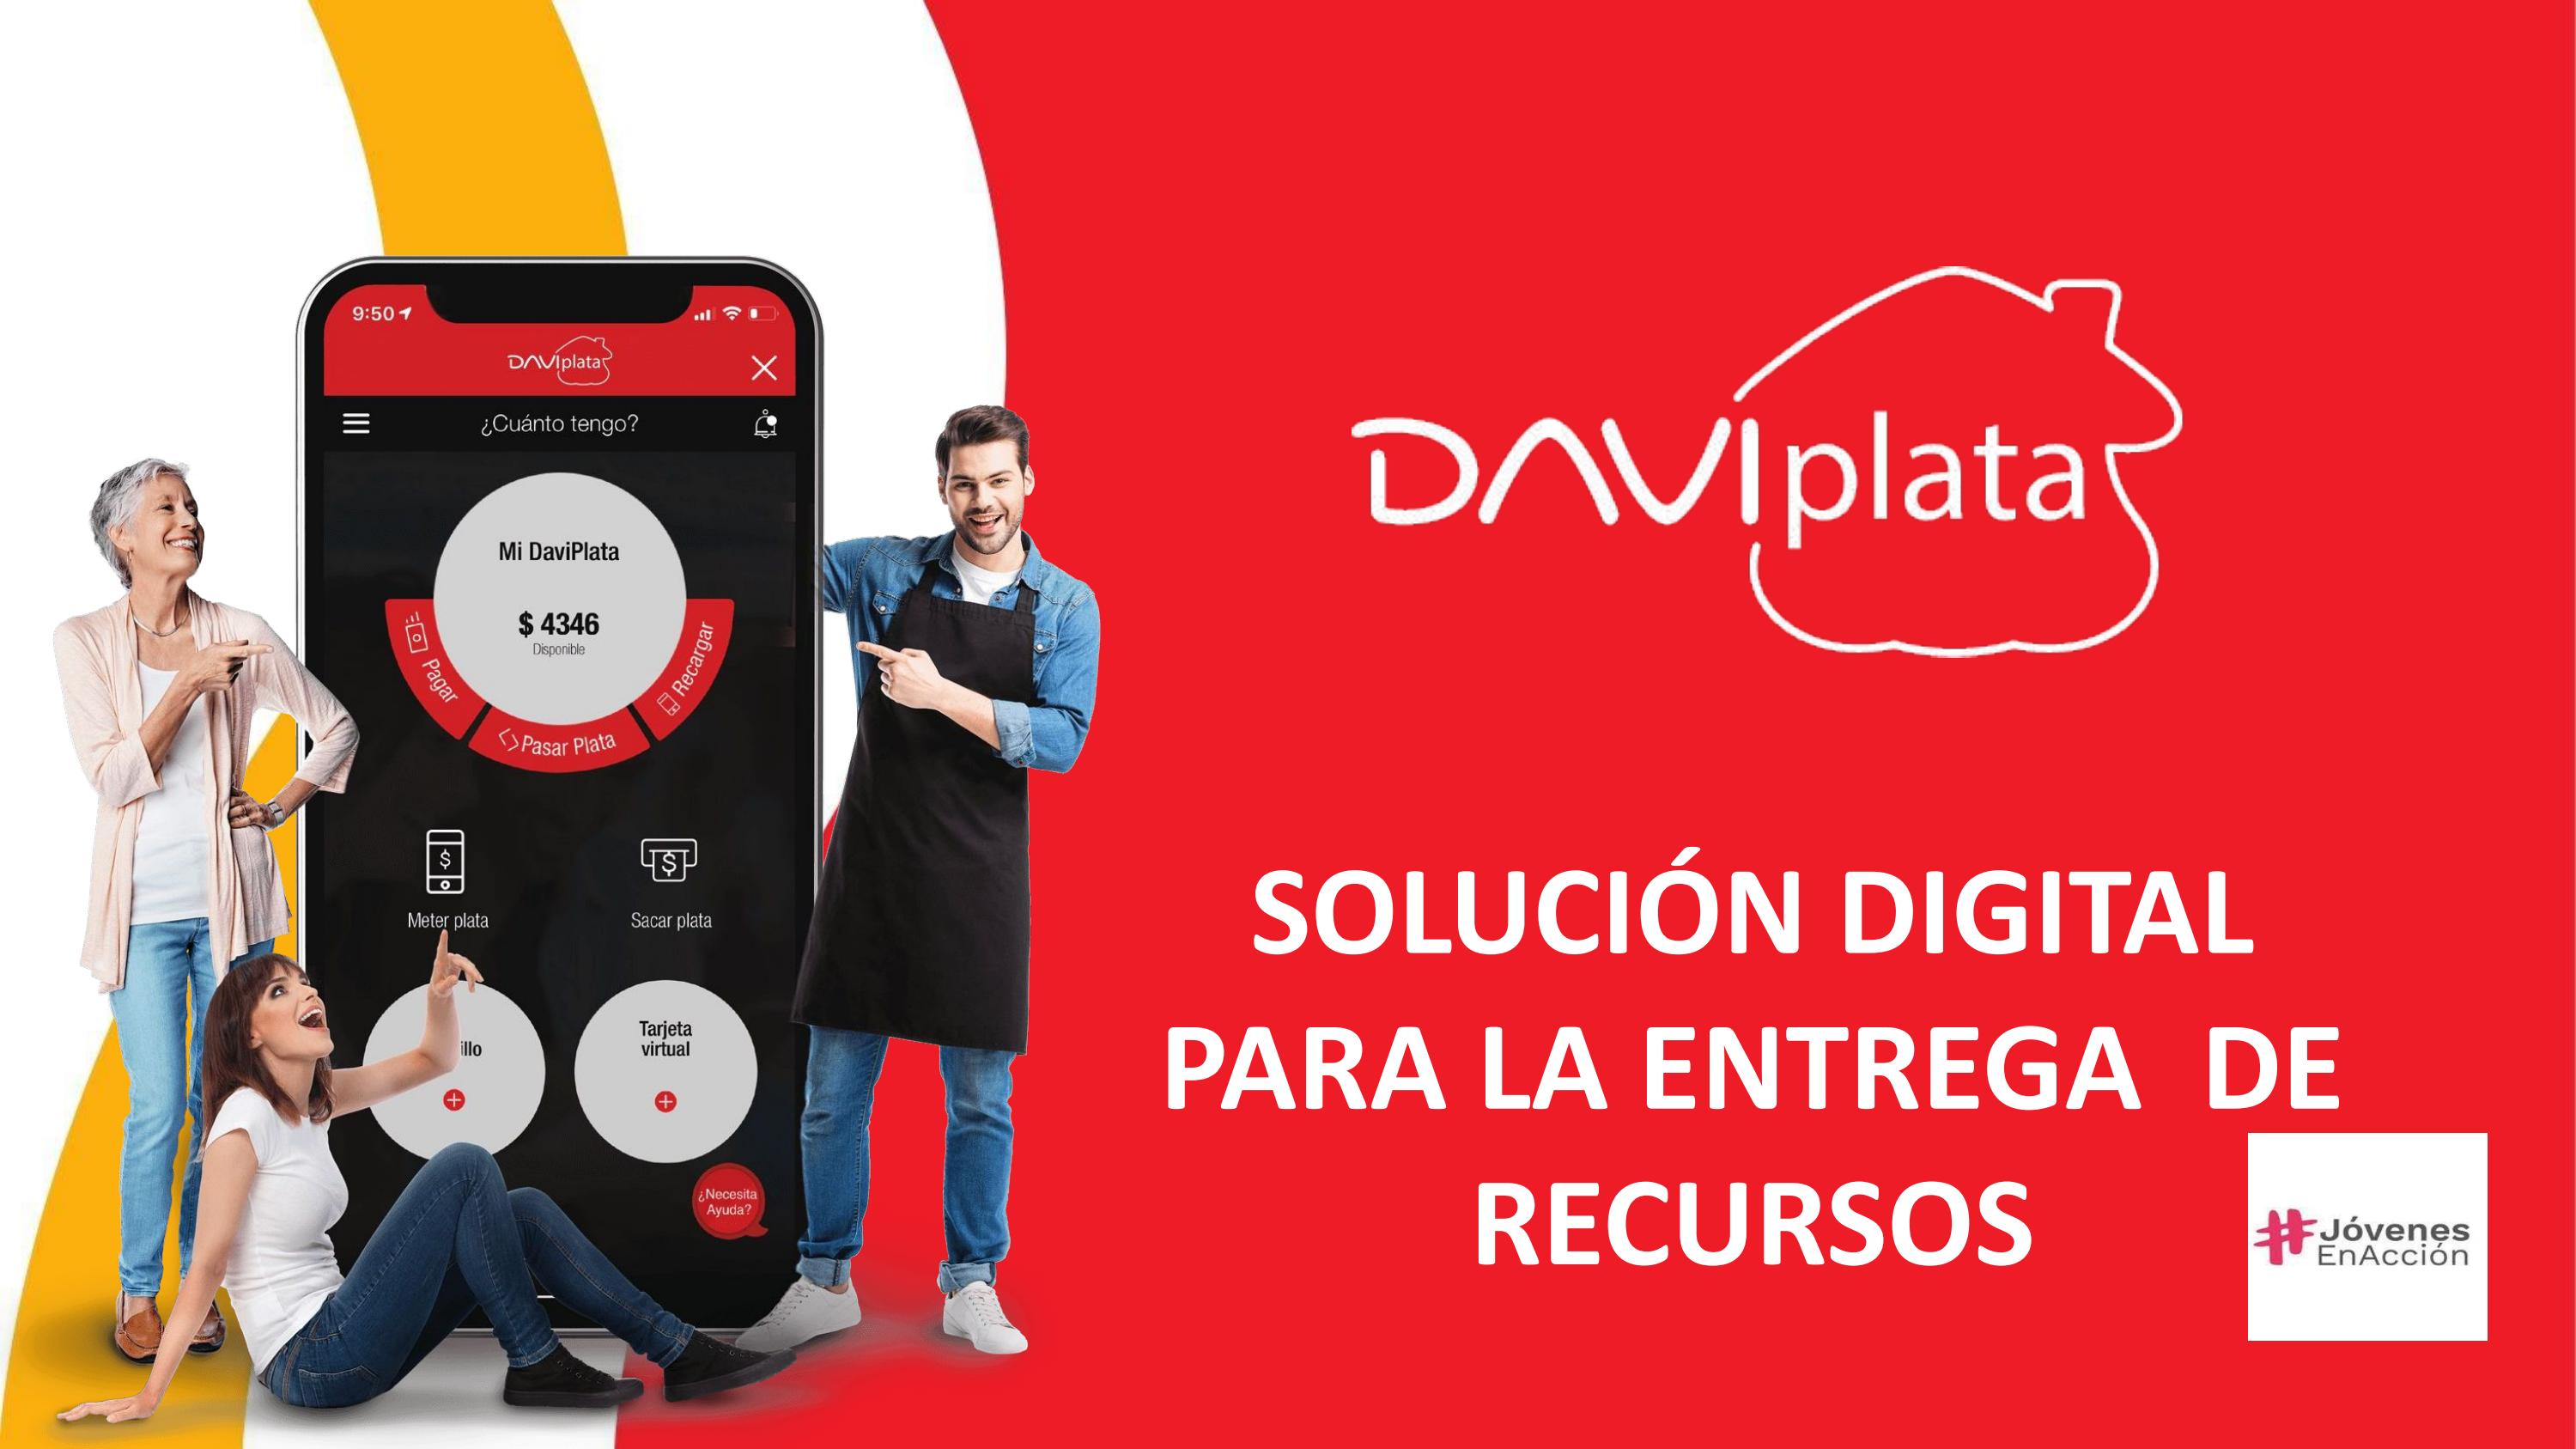 9:50
DAVIplata
¿Cuánto tengo?
Mi DaviPlata
$ 4346
Disponible
Pagar
Pasar Plata
Recargar
Meter plata
Sacar plata
Tarjeta
virtual
¿Necesita
Ayuda?
DAVIplata
SOLUCIÓN DIGITAL
PARA LA ENTREGA DE
RECURSOS
#Jóvenes
EnAcción